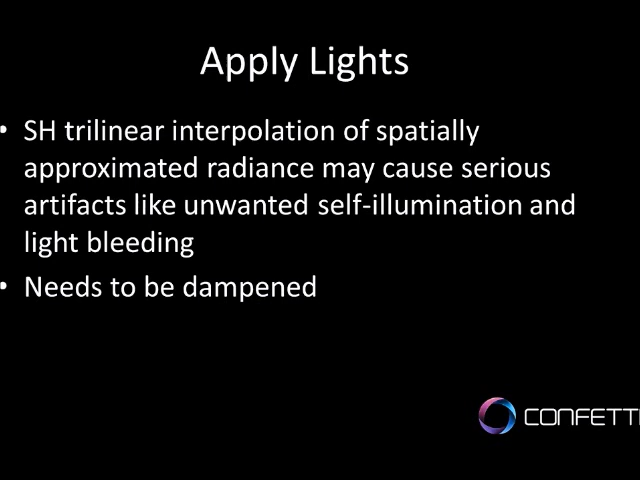 Apply Lights
• SH trilinear interpolation of spatially
approximated radiance may cause serious
artifacts like unwanted self-illumination and
light bleeding
• Needs to be dampened
CONFETTI